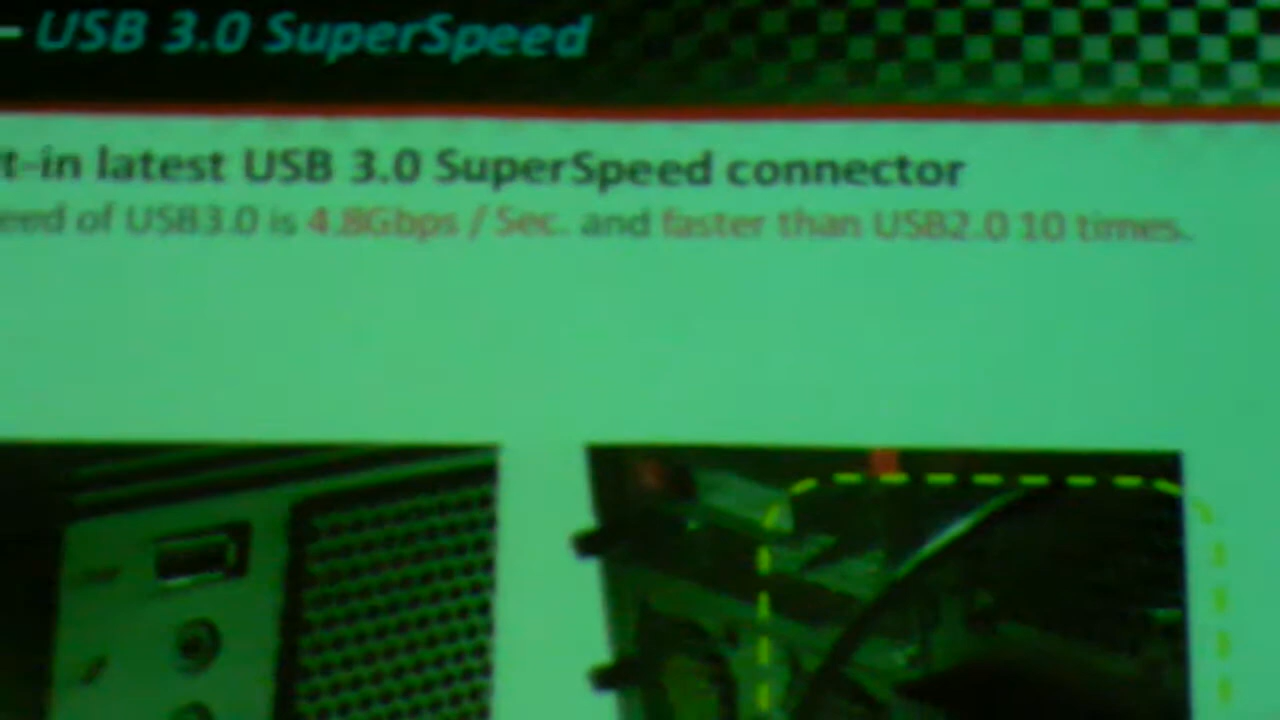 – USB 3.0 SuperSpeed
t-in latest USB 3.0 SuperSpeed connector
eed of USB3.0 is 4.8Gbps / Sec. and faster than USB2.0 10 times.